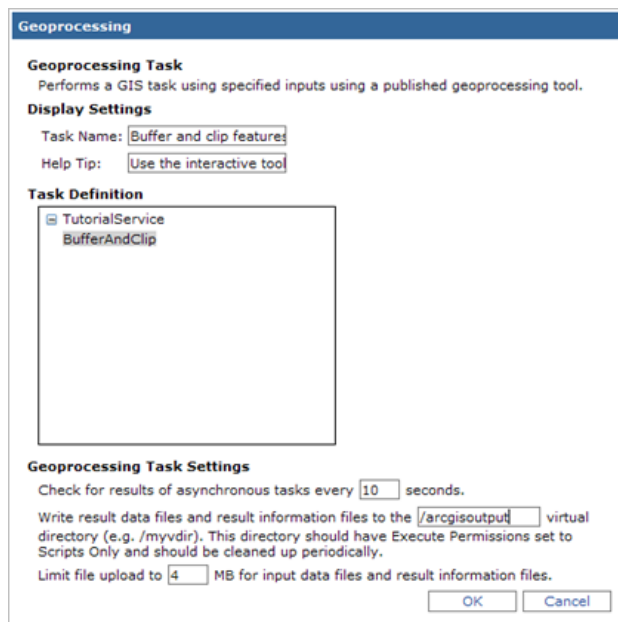 Geoprocessing
Geoprocessing Task
Performs a GIS task using specified inputs using a published geoprocessing tool.
Display Settings
Task Name: Buffer and clip features
Help Tip: Use the interactive tool
Task Definition
TutorialService
BufferAndClip
Geoprocessing Task Settings
Check for results of asynchronous tasks every 10 seconds.
Write result data files and result information files to the /arcgisoutput virtual
directory (e.g. /myvdir). This directory should have Execute Permissions set to
Scripts Only and should be cleaned up periodically.
Limit file upload to 4 MB for input data files and result information files.
OK Cancel